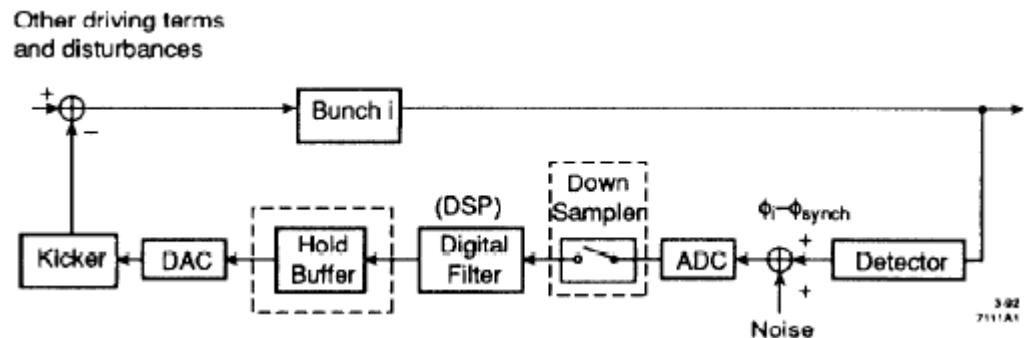 Other driving terms
and disturbances
+
−
Bunch i
Down
Sampler
(DSP)
ϕi−ϕsynch
Kicker
DAC
Hold
Buffer
Digital
Filter
ADC
+
+
Detector
Noise
3-92
7111A1